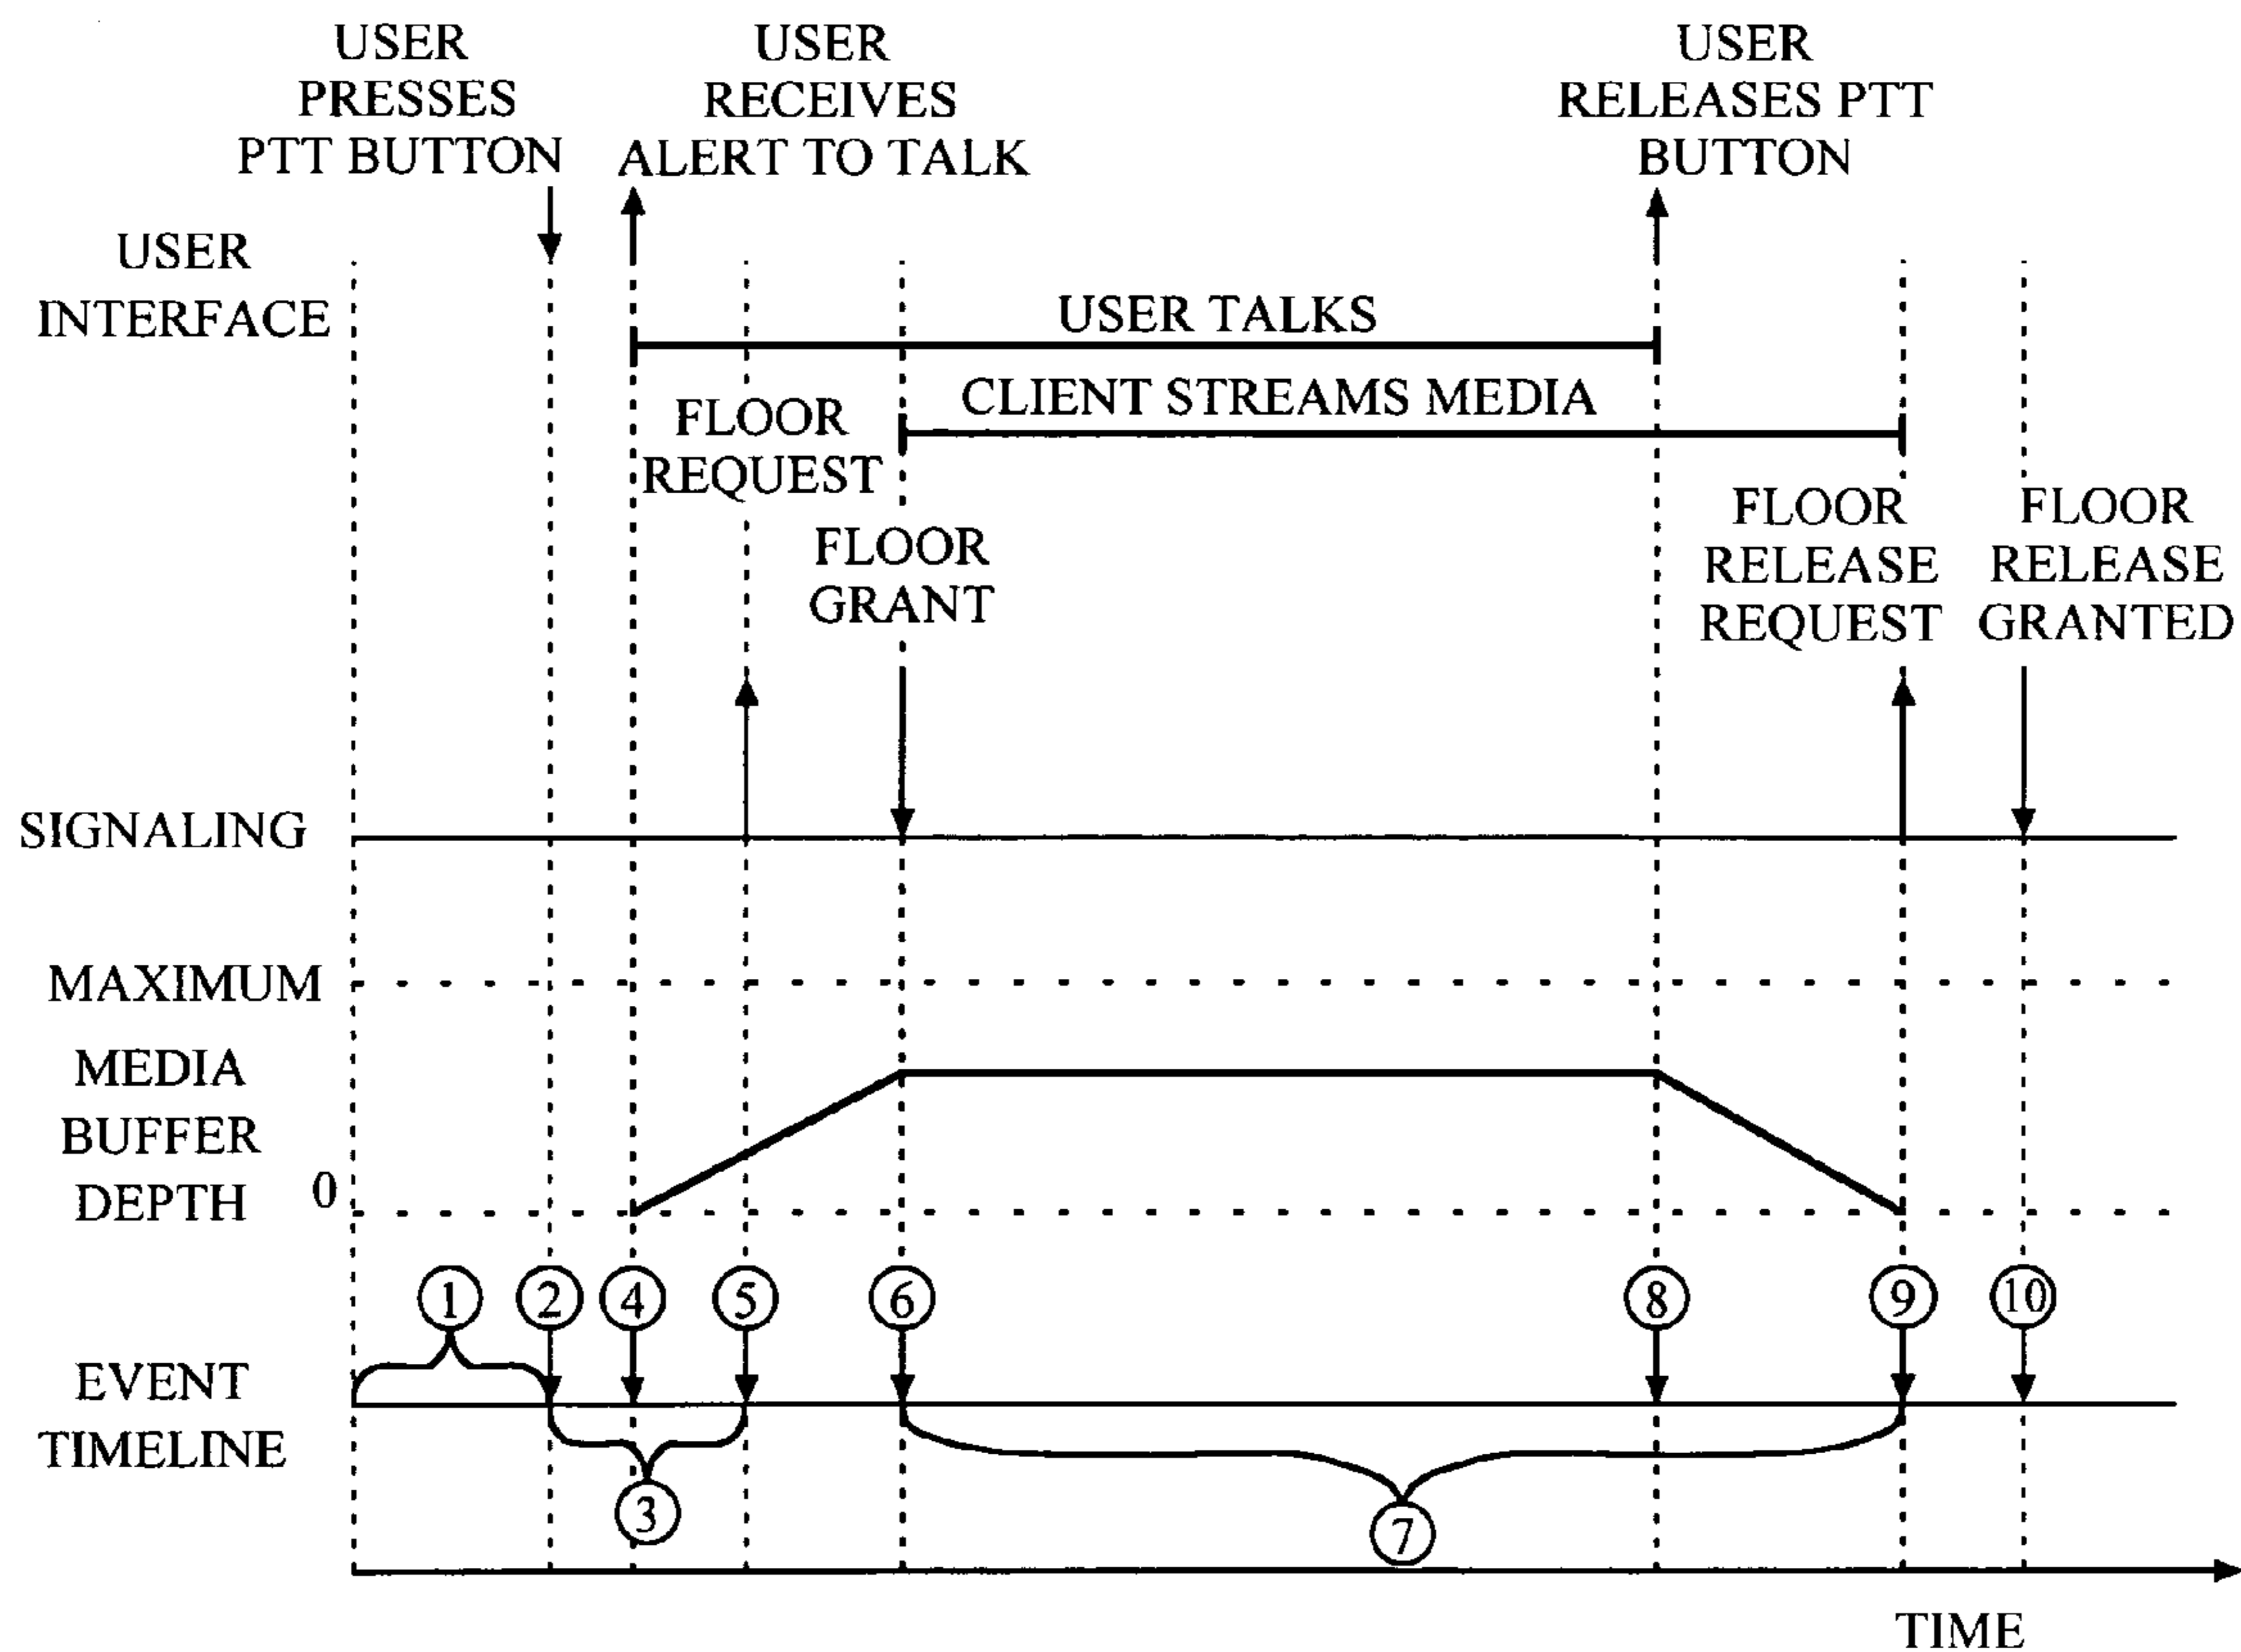 USER
PRESSES
PTT BUTTON
USER
RECEIVES
ALERT TO TALK
USER
RELEASES PTT
BUTTON
USER
INTERFACE
USER TALKS
CLIENT STREAMS MEDIA
FLOOR
REQUEST
FLOOR
GRANT
FLOOR
RELEASE
REQUEST
FLOOR
RELEASE
GRANTED
SIGNALING
MAXIMUM
MEDIA
BUFFER
DEPTH
0
1 2 4 5 6 8 9 10
EVENT
TIMELINE
3
7
TIME